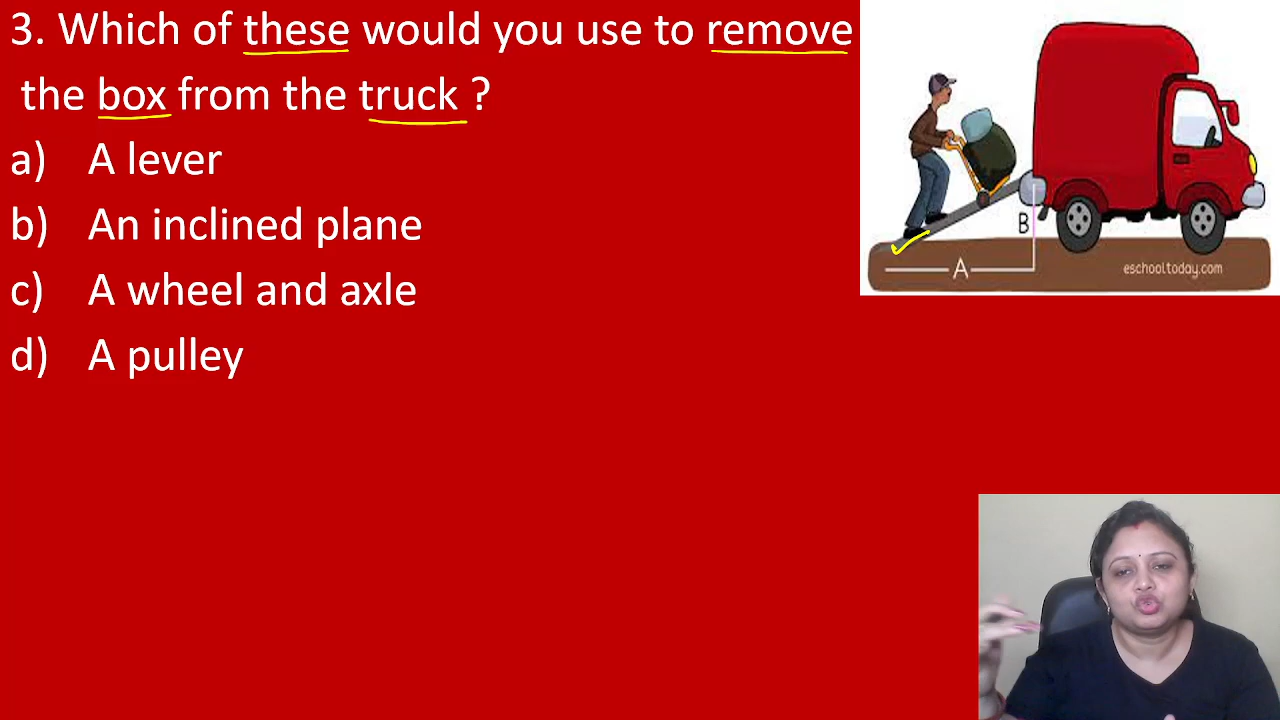 3. Which of these would you use to remove
the box from the truck ?
a) A lever
b) An inclined plane
c) A wheel and axle
d) A pulley
B
A
eschooltoday.com